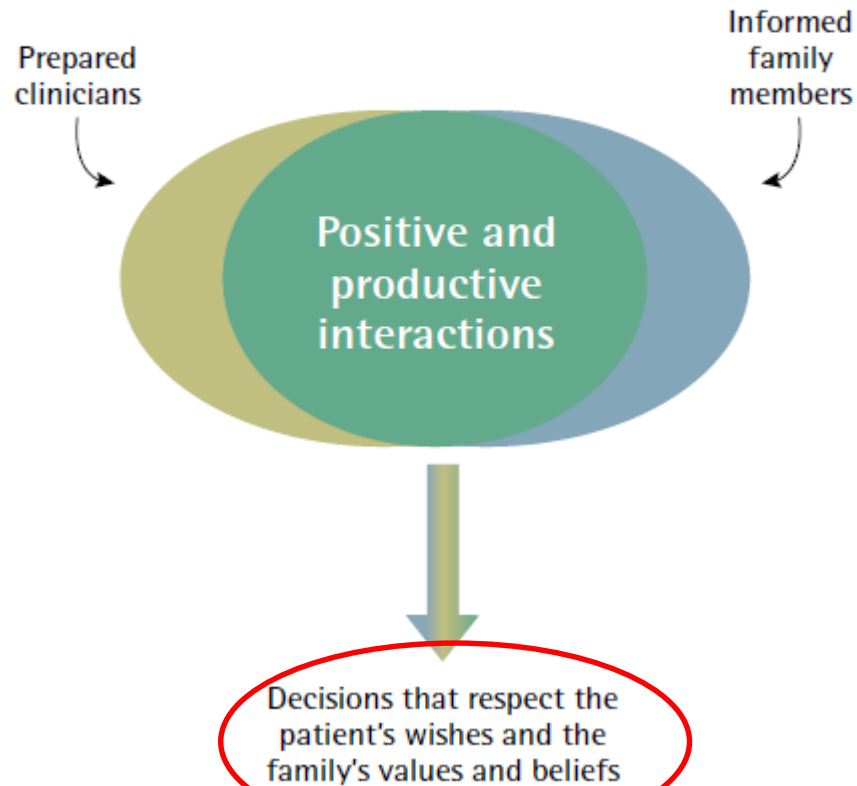 Prepared
clinicians
Informed
family
members
Positive and
productive
interactions
Decisions that respect the
patient's wishes and the
family's values and beliefs